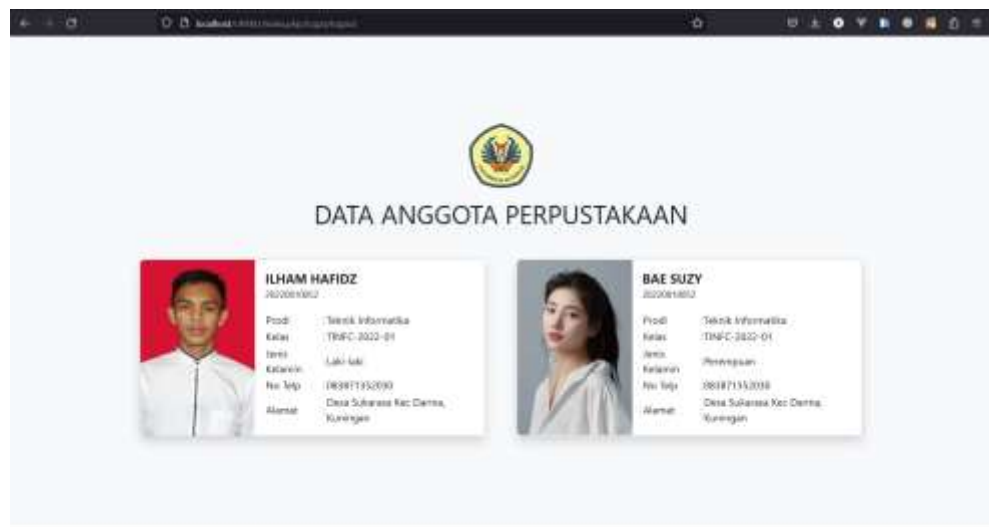 localhost
DATA ANGGOTA PERPUSTAKAAN
ILHAM HAFIDZ
Prodi : Teknik Informatika
Kelas : TINFC-2022-01
Jenis Kelamin : Laki-laki
No Telp : 083871352030
Alamat : Desa Sukarasa Kec Darma,
Kuningan
BAE SUZY
Prodi : Teknik Informatika
Kelas : TINFC-2022-01
Jenis Kelamin : Perempuan
No Telp : 083871352030
Alamat : Desa Sukarasa Kec Darma,
Kuningan